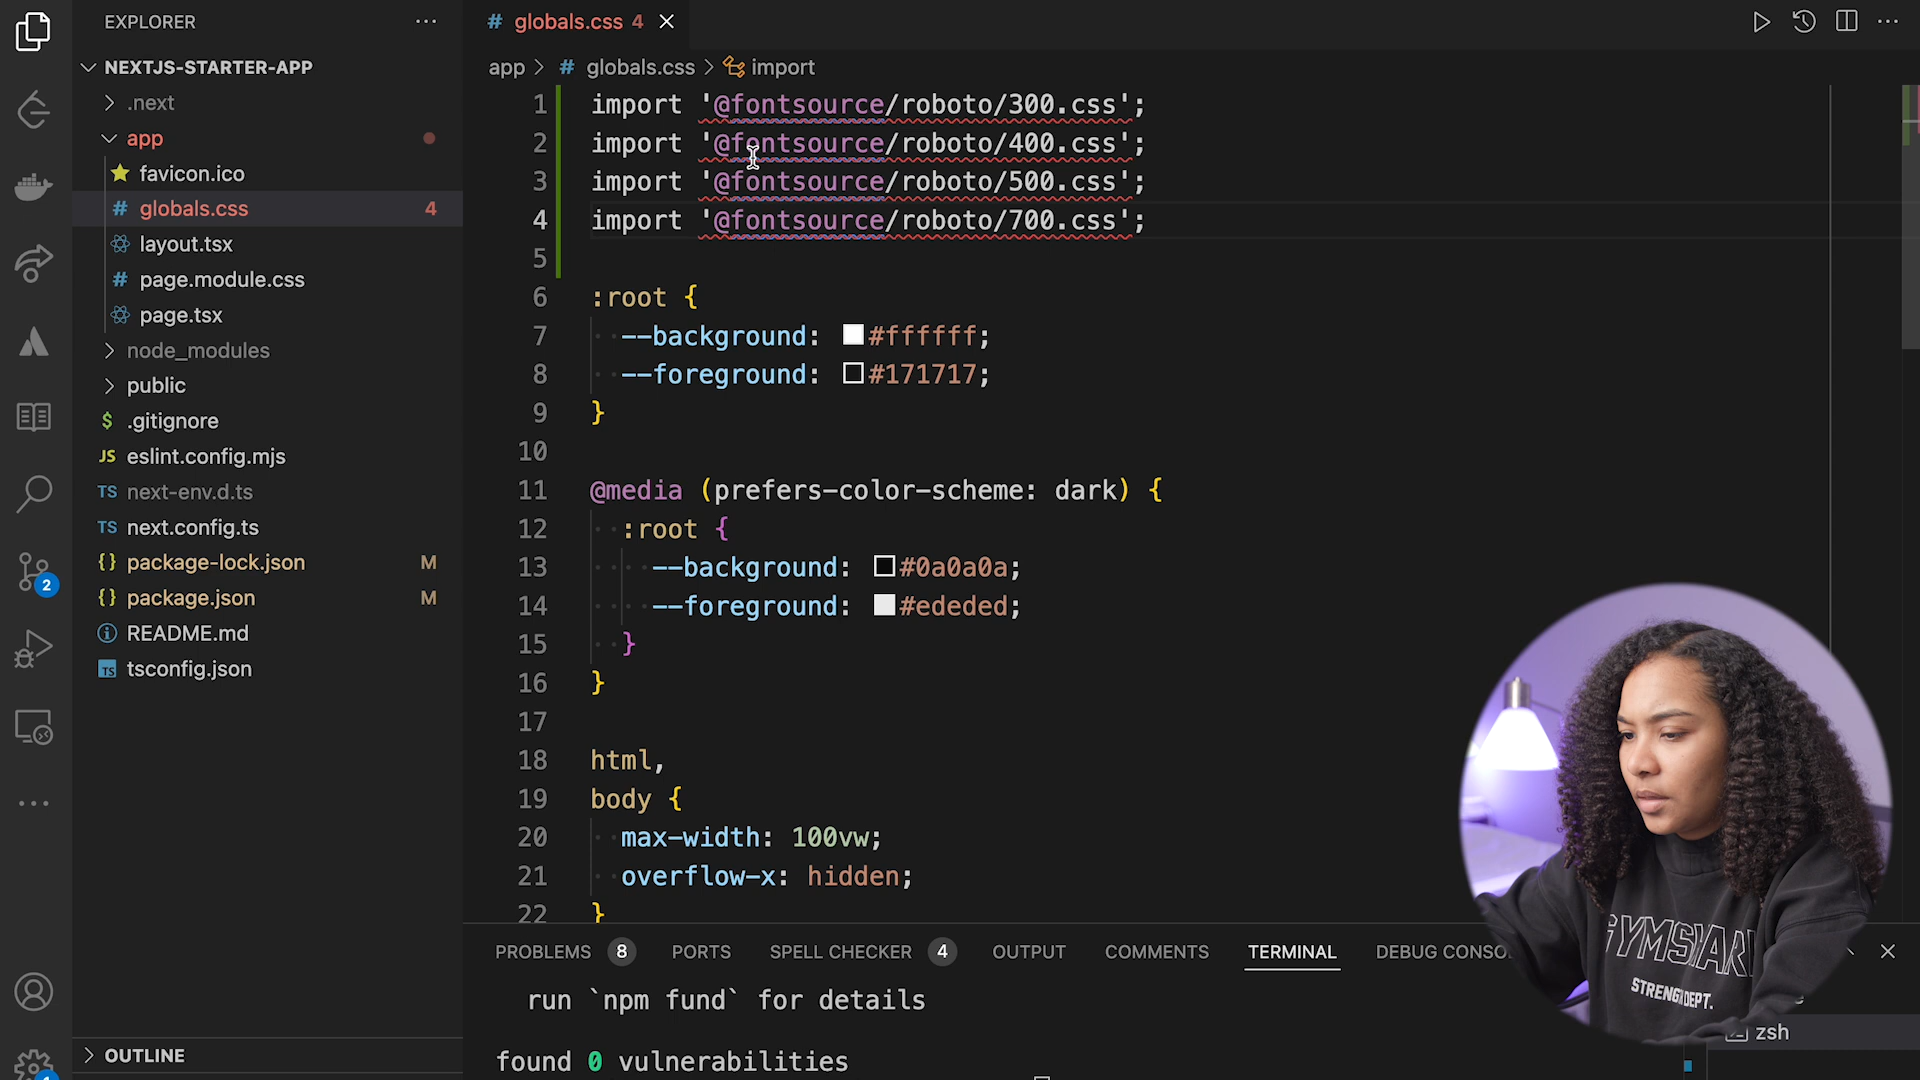 EXPLORER
NEXTJS-STARTER-APP
.next
app
favicon.ico
globals.css 4
layout.tsx
page.module.css
page.tsx
node_modules
public
.gitignore
eslint.config.mjs
next-env.d.ts
next.config.ts
package-lock.json M
package.json M
README.md
tsconfig.json
2
OUTLINE
globals.css 4
app > globals.css > import
1 import '@fontsource/roboto/300.css';
2 import '@fontsource/roboto/400.css';
3 import '@fontsource/roboto/500.css';
4 import '@fontsource/roboto/700.css';
5
6 :root {
7 --background: #ffffff;
8 --foreground: #171717;
9 }
10
11 @media (prefers-color-scheme: dark) {
12 :root {
13 --background: #0a0a0a;
14 --foreground: #ededed;
15 }
16 }
17
18 html,
19 body {
20 max-width: 100vw;
21 overflow-x: hidden;
22 }
PROBLEMS 8 PORTS SPELL CHECKER 4 OUTPUT COMMENTS TERMINAL DEBUG CONSO
run `npm fund` for details
found 0 vulnerabilities
zsh
GYMSHARK
STRENGTH DEPT.